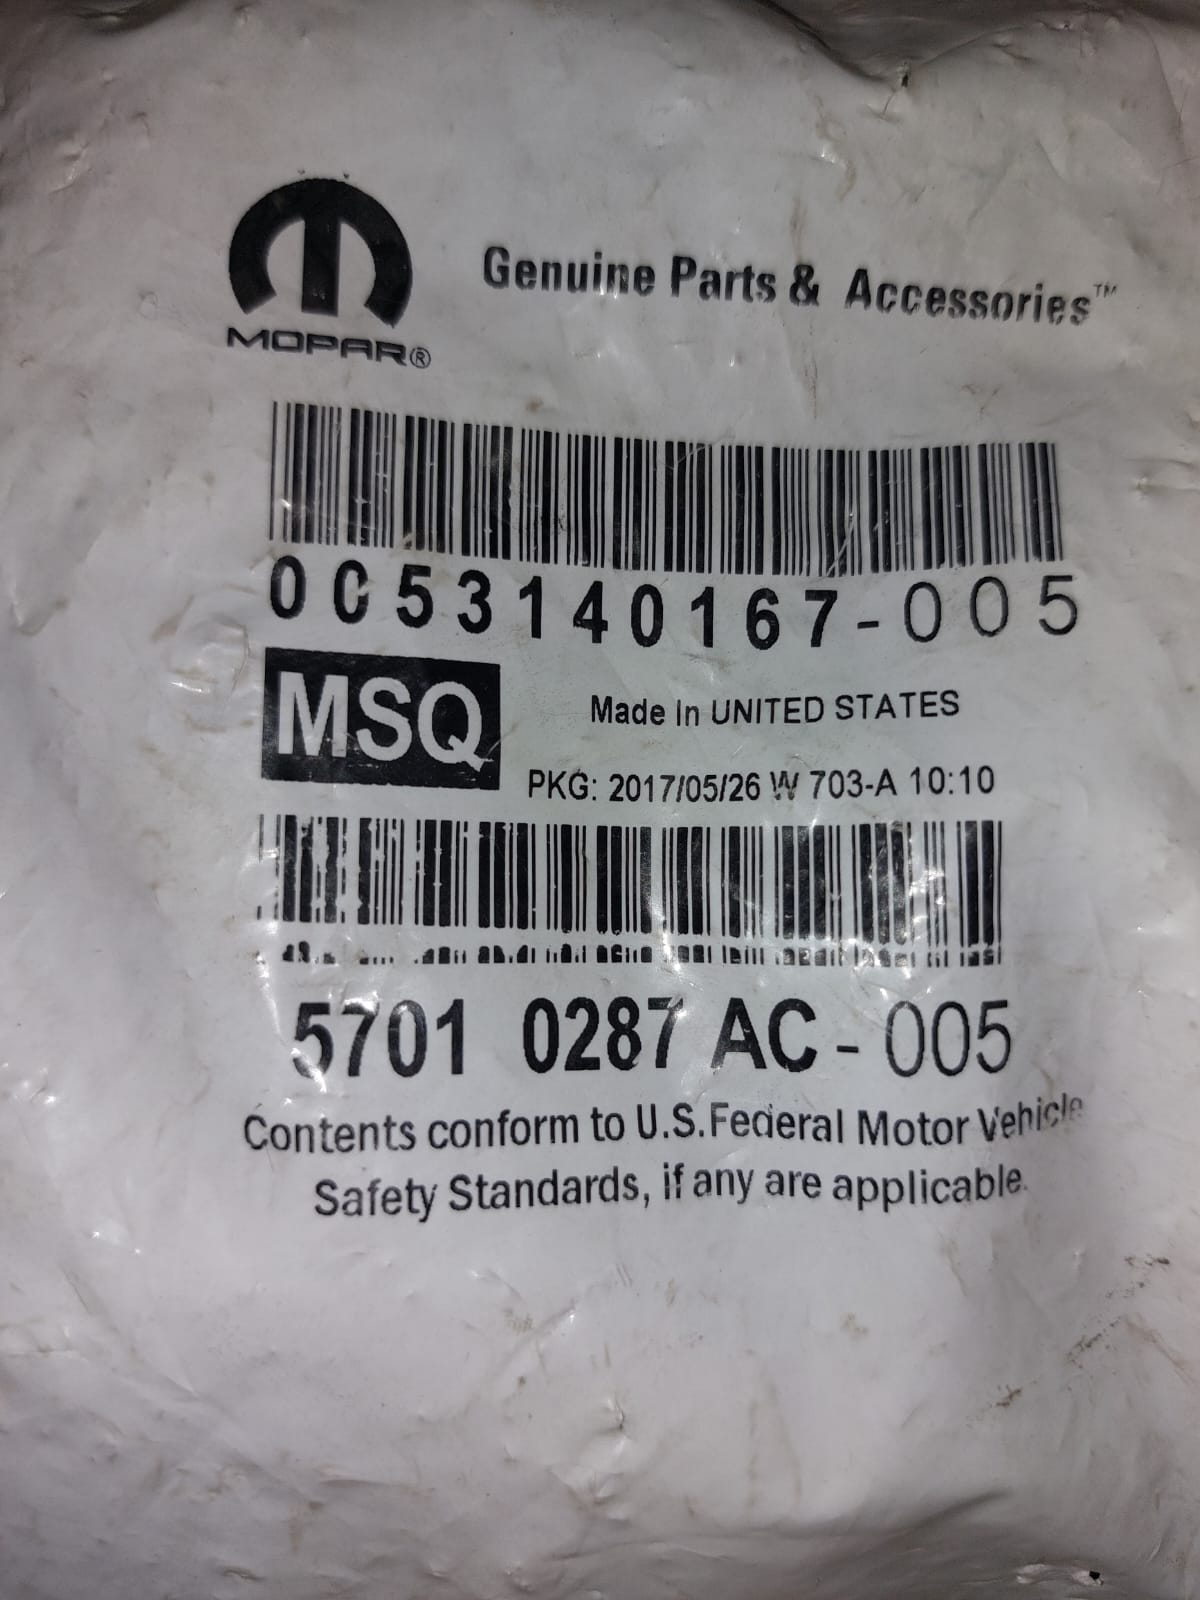 MOPAR®
Genuine Parts & Accessories™
0053140167-005
MSQ
Made In UNITED STATES
PKG: 2017/05/26 W 703-A 10:10
5701 0287 AC - 005
Contents conform to U.S.Federal Motor Vehicle
Safety Standards, if any are applicable.